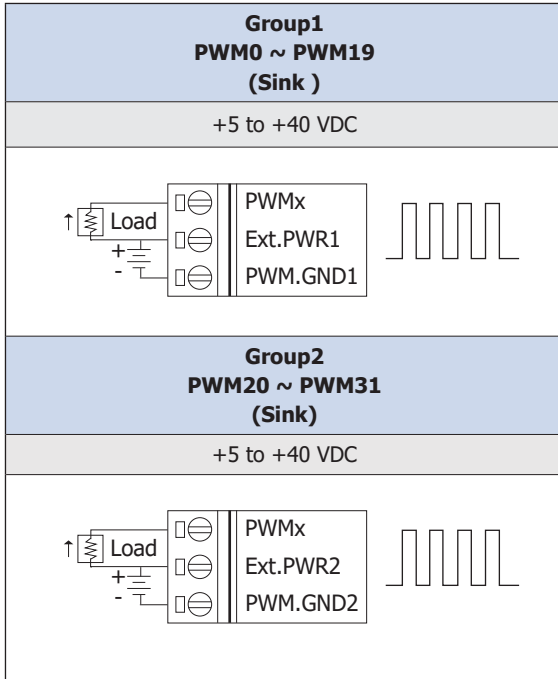 Group1
PWM0 ~ PWM19
(Sink )
+5 to +40 VDC
PWMx
↑ Load
Ext.PWR1
+
-
PWM.GND1
Group2
PWM20 ~ PWM31
(Sink)
+5 to +40 VDC
PWMx
↑ Load
Ext.PWR2
+
-
PWM.GND2